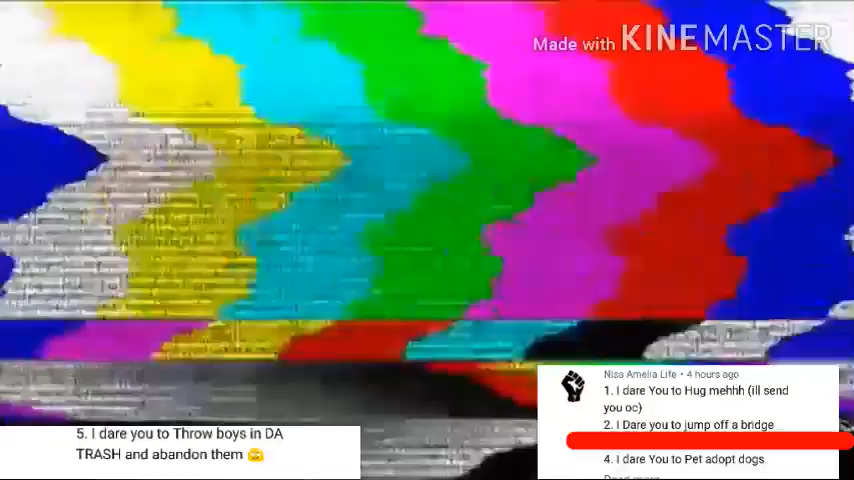 Made with KINEMASTER
Nisa Amelia Life • 4 hours ago
1. I dare You to Hug mehhh (ill send
you oc)
2. I Dare you to jump off a bridge
4. I dare You to Pet adopt dogs
5. I dare you to Throw boys in DA
TRASH and abandon them 🙄